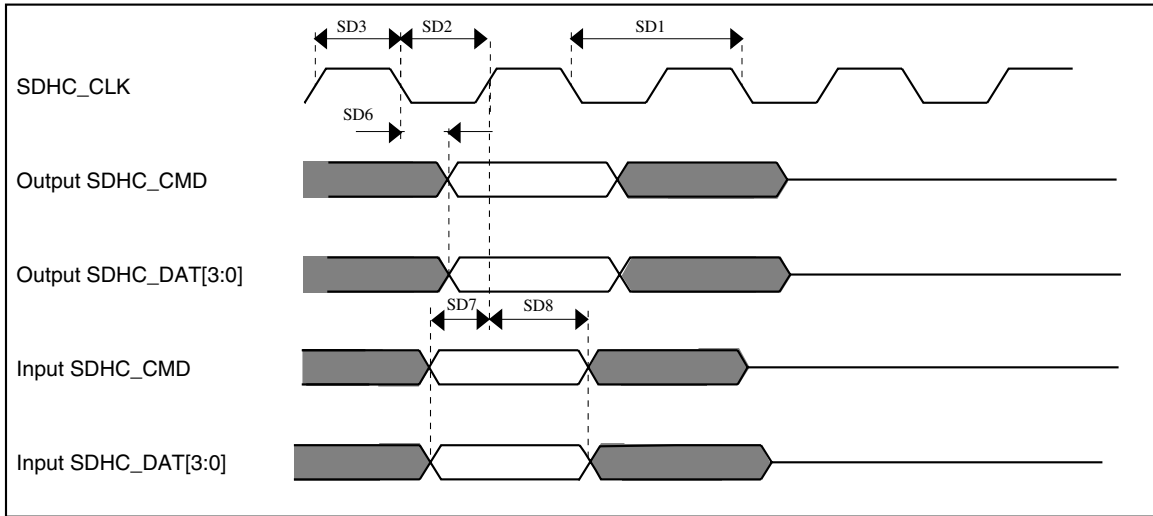 SD3 SD2 SD1
SDHC_CLK
SD6
Output SDHC_CMD
Output SDHC_DAT[3:0]
SD7 SD8
Input SDHC_CMD
Input SDHC_DAT[3:0]